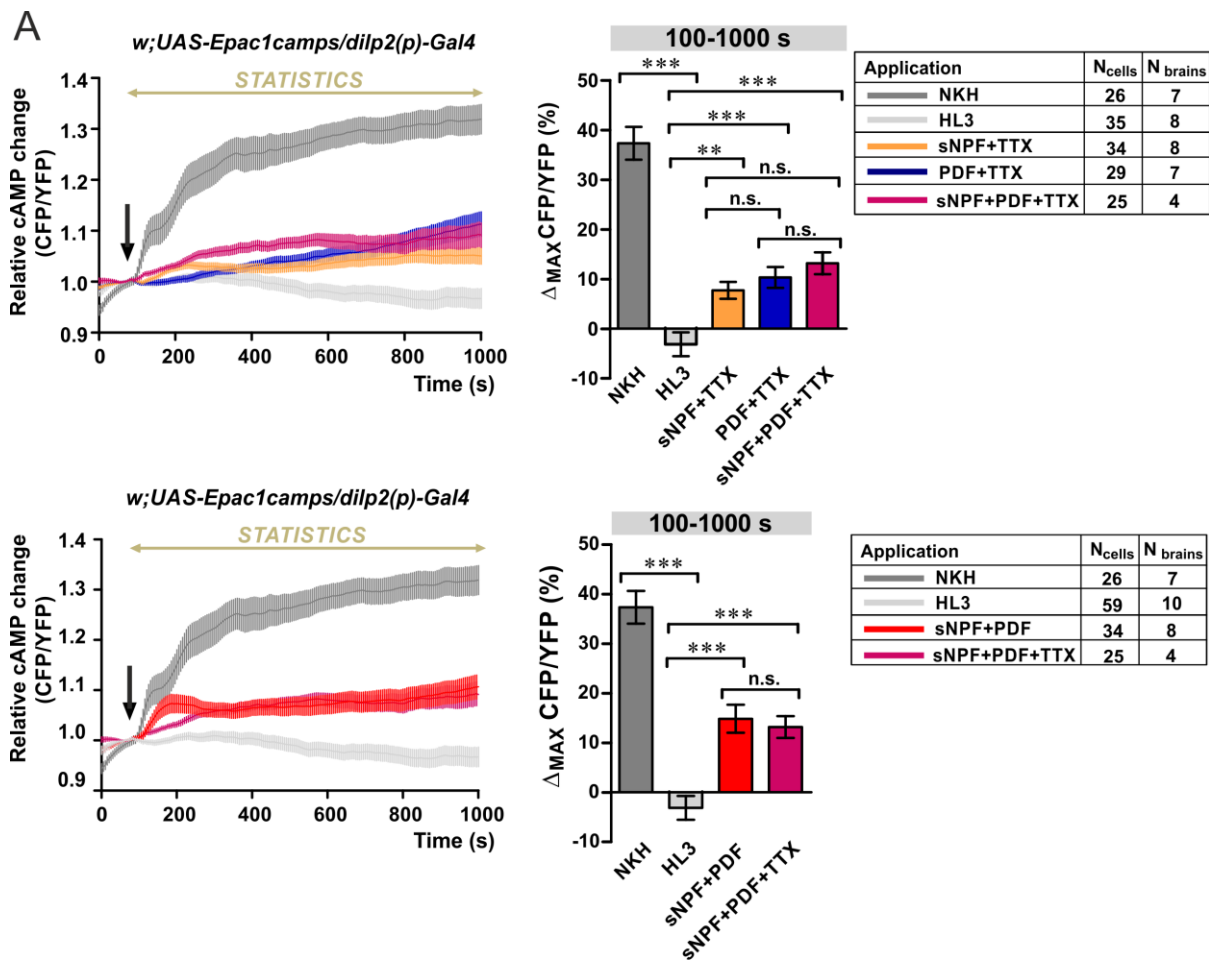 A
w;UAS-Epac1camps/dilp2(p)-Gal4
STATISTICS
Relative cAMP change
(CFP/YFP)
1.4
1.3
1.2
1.1
1.0
0.9
0
200
400
600
800
1000
Time (s)
100-1000 s
Δ MAX CFP/YFP (%)
50
40
30
20
10
0
-10
***
***
***
**
n.s.
n.s.
n.s.
NKH
HL3
sNPF+TTX
PDF+TTX
sNPF+PDF+TTX
Application Ncells N brains
NKH 26 7
HL3 35 8
sNPF+TTX 34 8
PDF+TTX 29 7
sNPF+PDF+TTX 25 4
w;UAS-Epac1camps/dilp2(p)-Gal4
STATISTICS
Relative cAMP change
(CFP/YFP)
1.4
1.3
1.2
1.1
1.0
0.9
0
200
400
600
800
1000
Time (s)
100-1000 s
Δ MAX CFP/YFP (%)
50
40
30
20
10
0
-10
***
***
***
n.s.
NKH
HL3
sNPF+PDF
sNPF+PDF+TTX
Application Ncells N brains
NKH 26 7
HL3 59 10
sNPF+PDF 34 8
sNPF+PDF+TTX 25 4